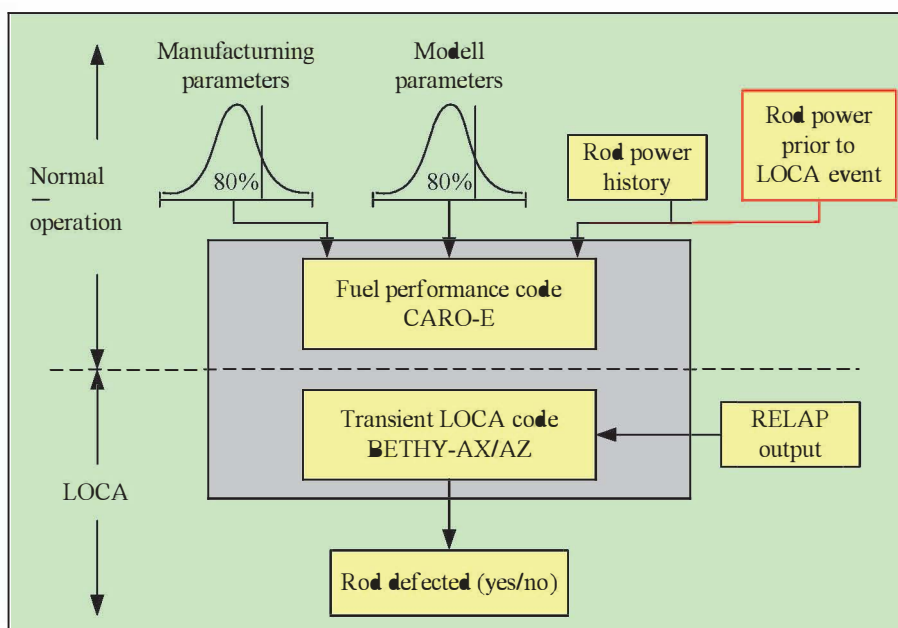 Manufacturning
parameters
Modell
parameters
80%
80%
Rod power
history
Rod power
prior to
LOCA event
Normal
operation
Fuel performance code
CARO-E
Transient LOCA code
BETHY-AX/AZ
RELAP
output
LOCA
Rod defected (yes/no)